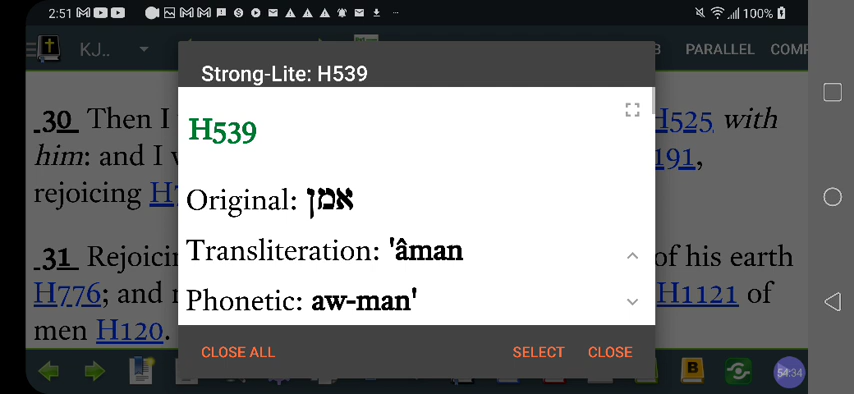 2:51 100%
KJ.. B PARALLEL COMP
Strong-Lite: H539
H539
Original: אמן
Transliteration: 'âman
Phonetic: aw-man'
30 Then I H525 with
him: and I 191,
rejoicing
31 of his earth
H776; and H1121 of
men H120.
CLOSE ALL SELECT CLOSE
B 54:34